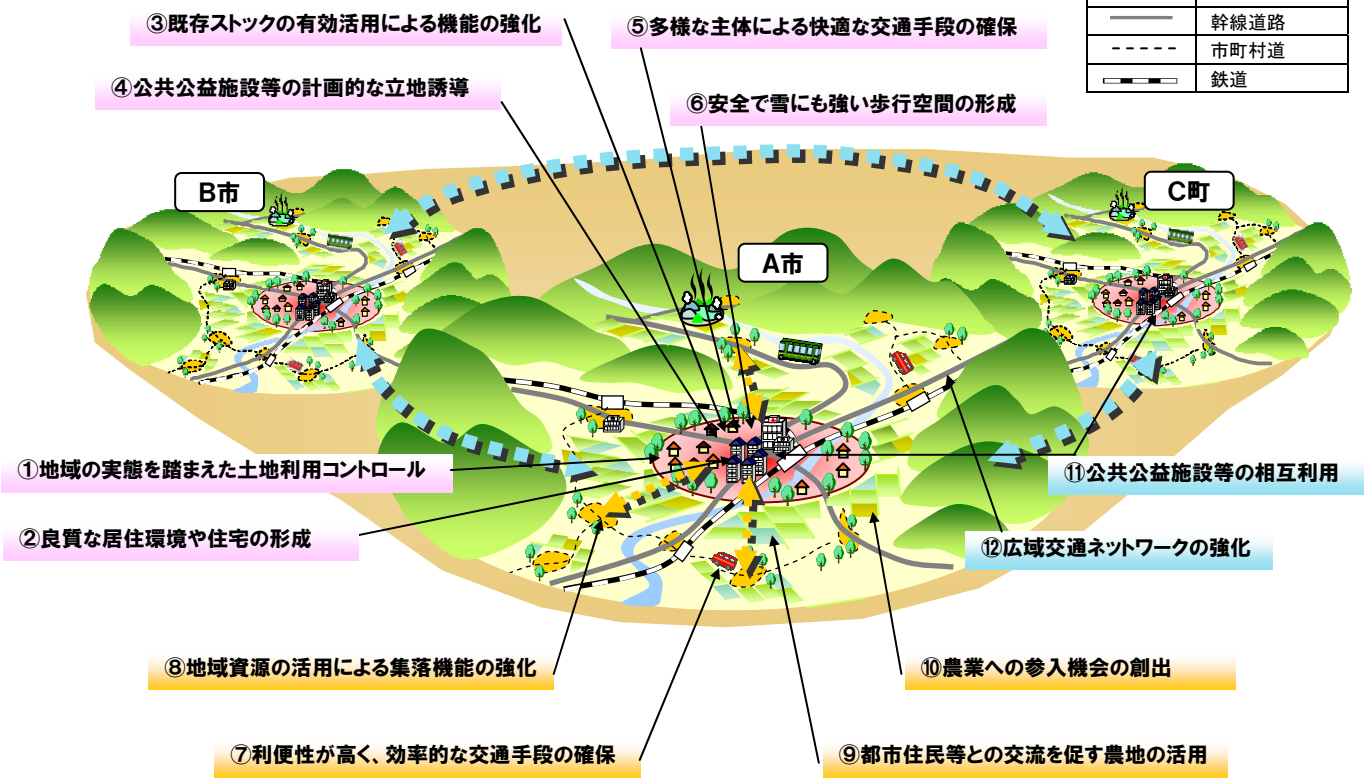 ③既存ストックの有効活用による機能の強化
⑤多様な主体による快適な交通手段の確保
幹線道路
市町村道
鉄道
④公共公益施設等の計画的な立地誘導
⑥安全で雪にも強い歩行空間の形成
B市
C町
A市
①地域の実態を踏まえた土地利用コントロール
⑪公共公益施設等の相互利用
②良質な居住環境や住宅の形成
⑫広域交通ネットワークの強化
⑧地域資源の活用による集落機能の強化
⑩農業への参入機会の創出
⑦利便性が高く、効率的な交通手段の確保
⑨都市住民等との交流を促す農地の活用